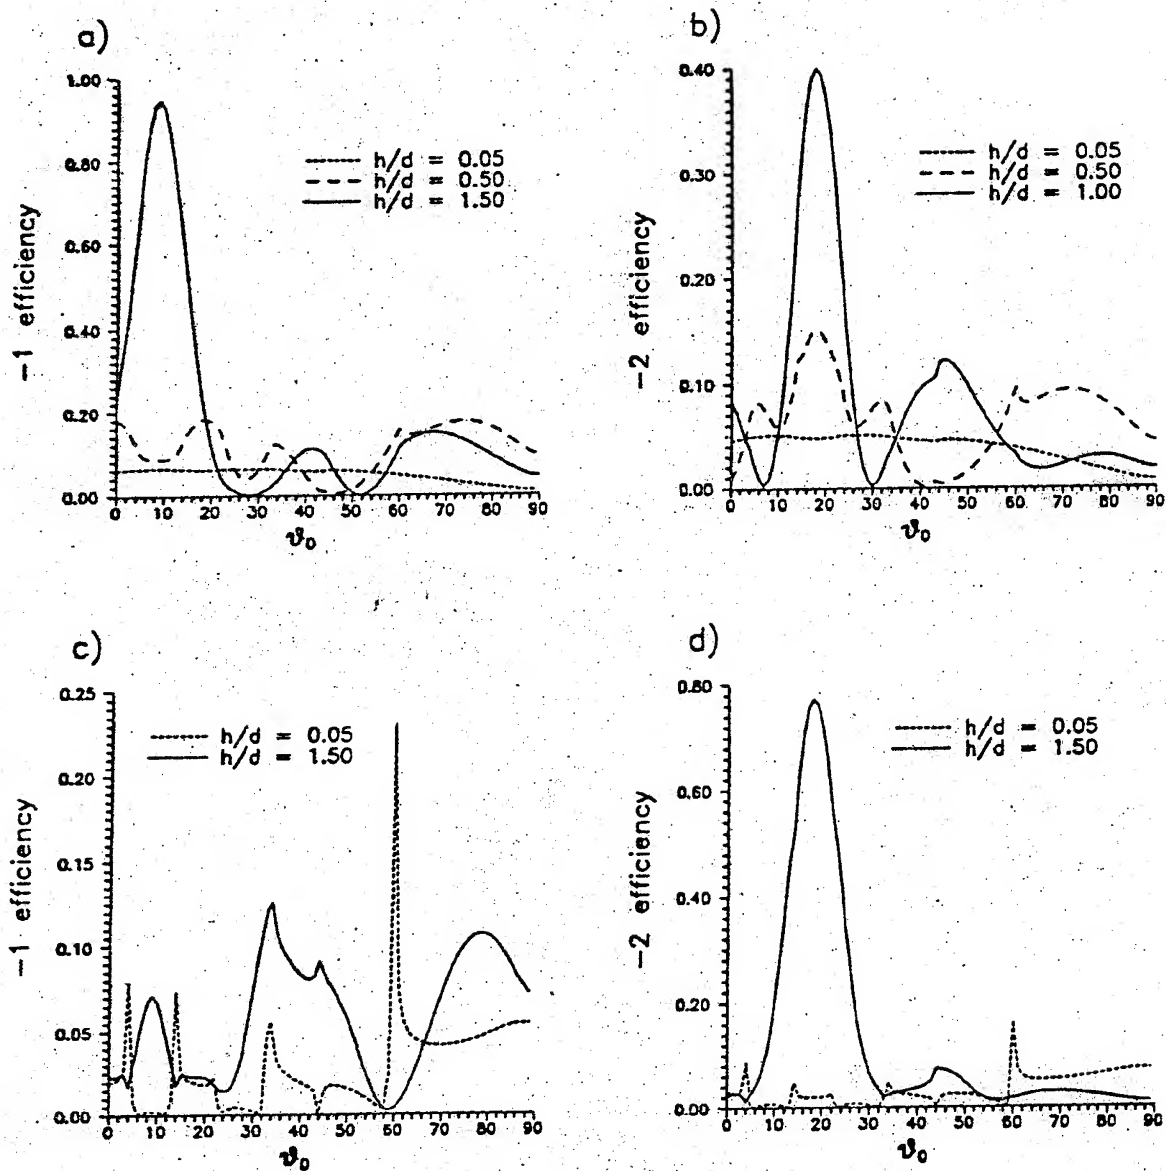 a)
1.00
0.80
0.60
0.40
0.20
0.00
-1 efficiency
h/d = 0.05
h/d = 0.50
h/d = 1.50
0 10 20 30 40 50 60 70 80 90
ϑ₀
b)
0.40
0.30
0.20
0.10
0.00
-2 efficiency
h/d = 0.05
h/d = 0.50
h/d = 1.00
0 10 20 30 40 50 60 70 80 90
ϑ₀
c)
0.25
0.20
0.15
0.10
0.05
0.00
-1 efficiency
h/d = 0.05
h/d = 1.50
0 10 20 30 40 50 60 70 80 90
ϑ₀
d)
0.80
0.60
0.40
0.20
0.00
-2 efficiency
h/d = 0.05
h/d = 1.50
0 10 20 30 40 50 60 70 80 90
ϑ₀